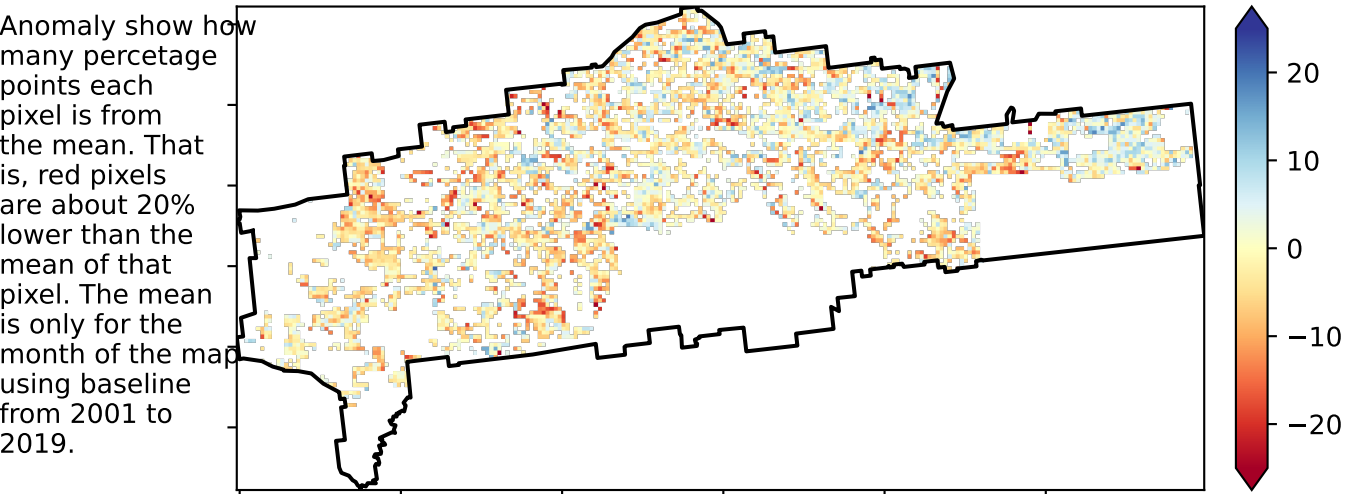 Anomaly show how
many percetage
points each
pixel is from
the mean. That
is, red pixels
are about 20%
lower than the
mean of that
pixel. The mean
is only for the
month of the map
using baseline
from 2001 to
2019.
20
10
0
−10
−20